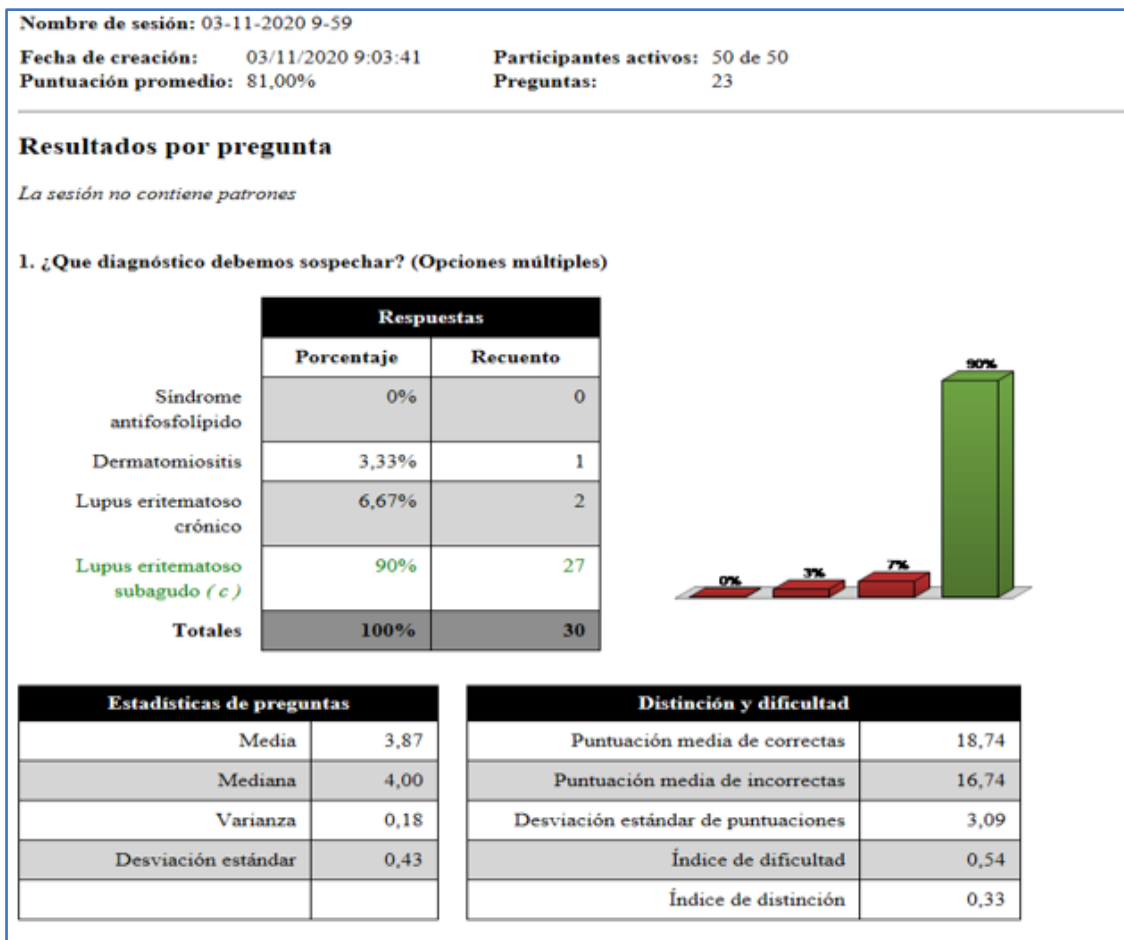 Nombre de sesión: 03-11-2020 9-59
Fecha de creación: 03/11/2020 9:03:41 Participantes activos: 50 de 50
Puntuación promedio: 81,00% Preguntas: 23
Resultados por pregunta
La sesión no contiene patrones
1. ¿Que diagnóstico debemos sospechar? (Opciones múltiples)
Respuestas
Porcentaje Recuento
Síndrome antifosfolípido 0% 0
Dermatomiositis 3,33% 1
Lupus eritematoso crónico 6,67% 2
Lupus eritematoso subagudo ( c ) 90% 27
Totales 100% 30
0% 3% 7% 90%
Estadísticas de preguntas
Media 3,87
Mediana 4,00
Varianza 0,18
Desviación estándar 0,43
Distinción y dificultad
Puntuación media de correctas 18,74
Puntuación media de incorrectas 16,74
Desviación estándar de puntuaciones 3,09
Índice de dificultad 0,54
Índice de distinción 0,33